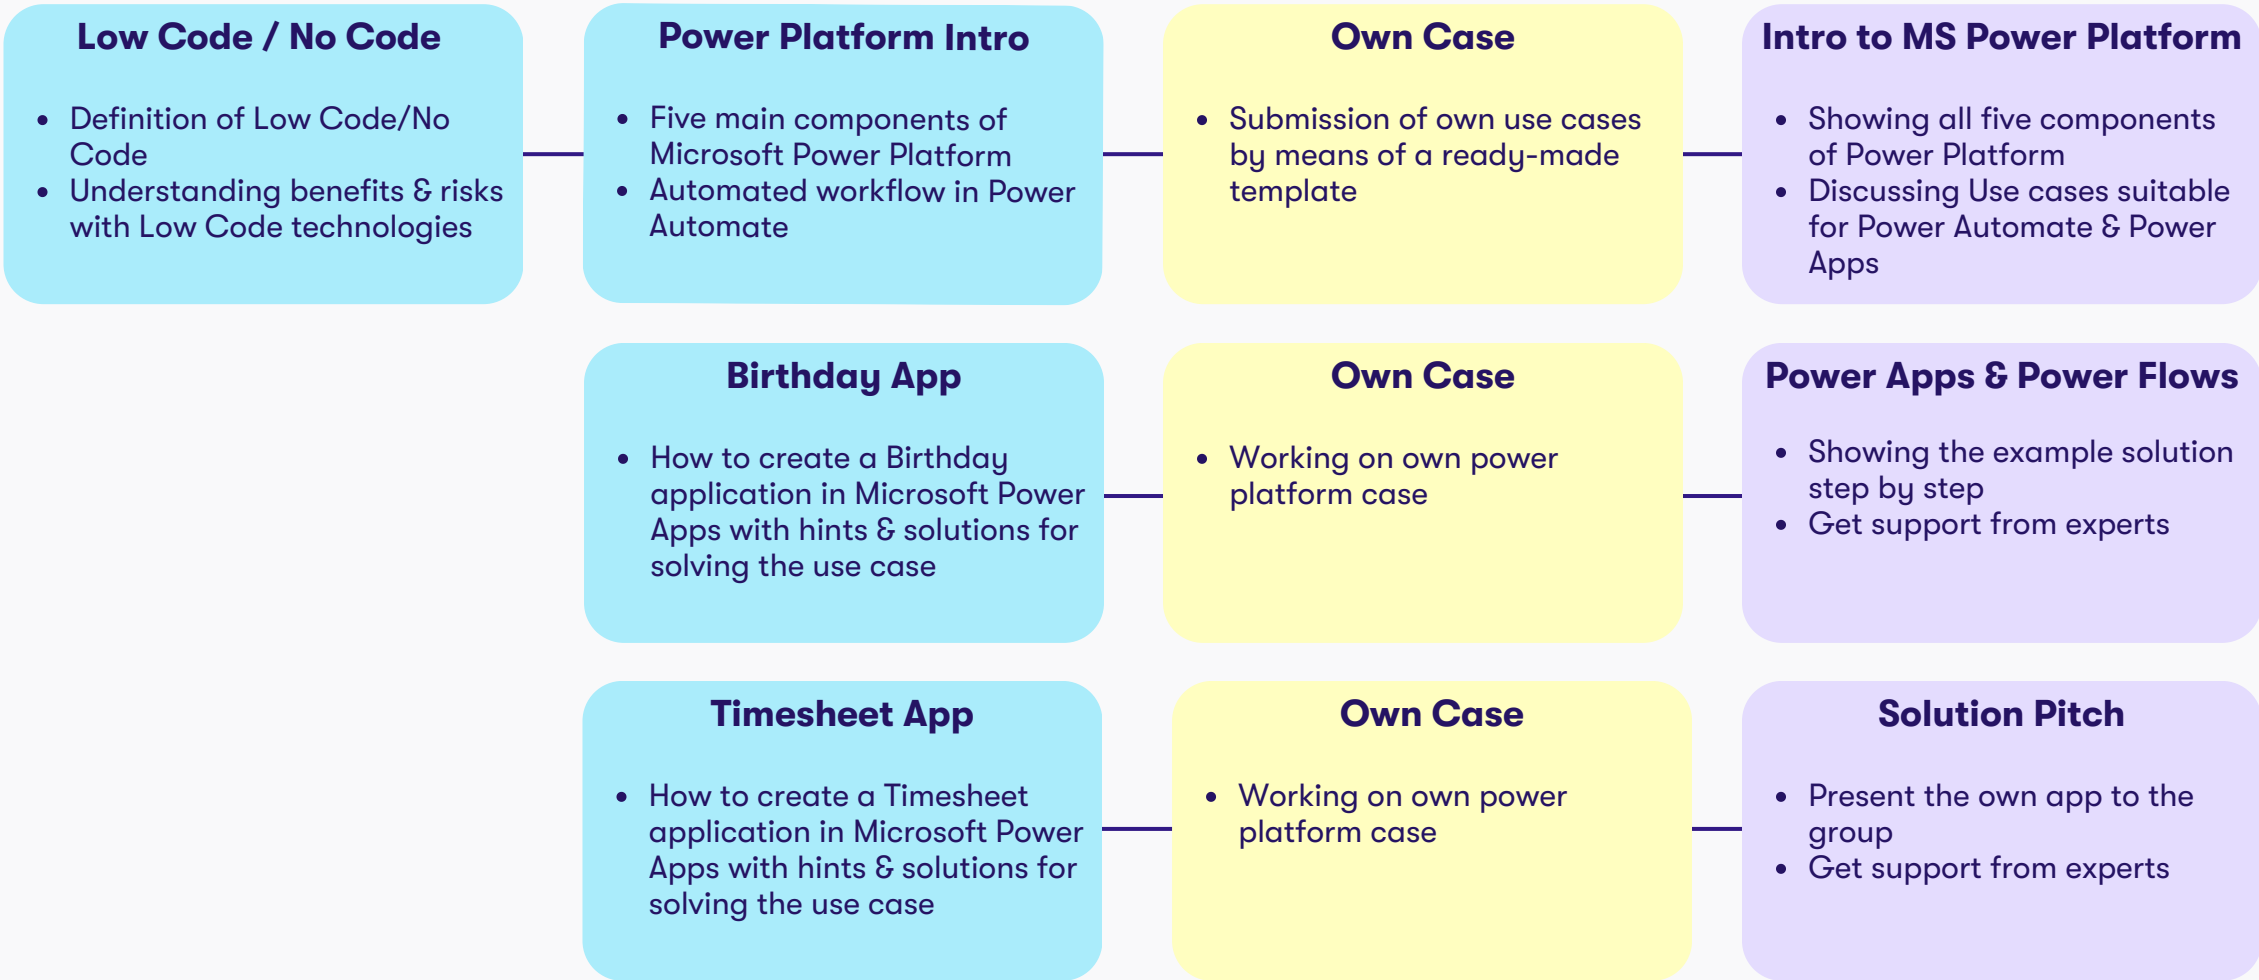 Low Code / No Code
• Definition of Low Code/No
Code
• Understanding benefits & risks
with Low Code technologies
Power Platform Intro
• Five main components of
Microsoft Power Platform
• Automated workflow in Power
Automate
Own Case
• Submission of own use cases
by means of a ready-made
template
Intro to MS Power Platform
• Showing all five components
of Power Platform
• Discussing Use cases suitable
for Power Automate & Power
Apps
Birthday App
• How to create a Birthday
application in Microsoft Power
Apps with hints & solutions for
solving the use case
Own Case
• Working on own power
platform case
Power Apps & Power Flows
• Showing the example solution
step by step
• Get support from experts
Timesheet App
• How to create a Timesheet
application in Microsoft Power
Apps with hints & solutions for
solving the use case
Own Case
• Working on own power
platform case
Solution Pitch
• Present the own app to the
group
• Get support from experts